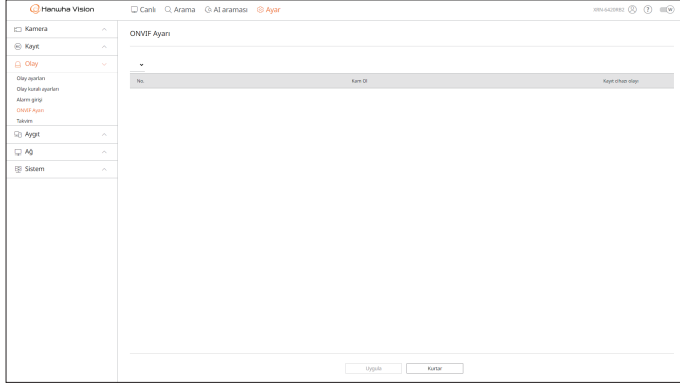 Hanwha Vision
Canlı
Arama
AI araması
Ayar
Kamera
Kayıt
Olay
Olay ayarları
Olay kuralı ayarları
Alarm girişi
ONVIF Ayarı
Takvim
Aygıt
Ağ
Sistem
ONVIF Ayarı
No.
Kam ID
Kayıt cihazı olayı
Uygula
Kurtar